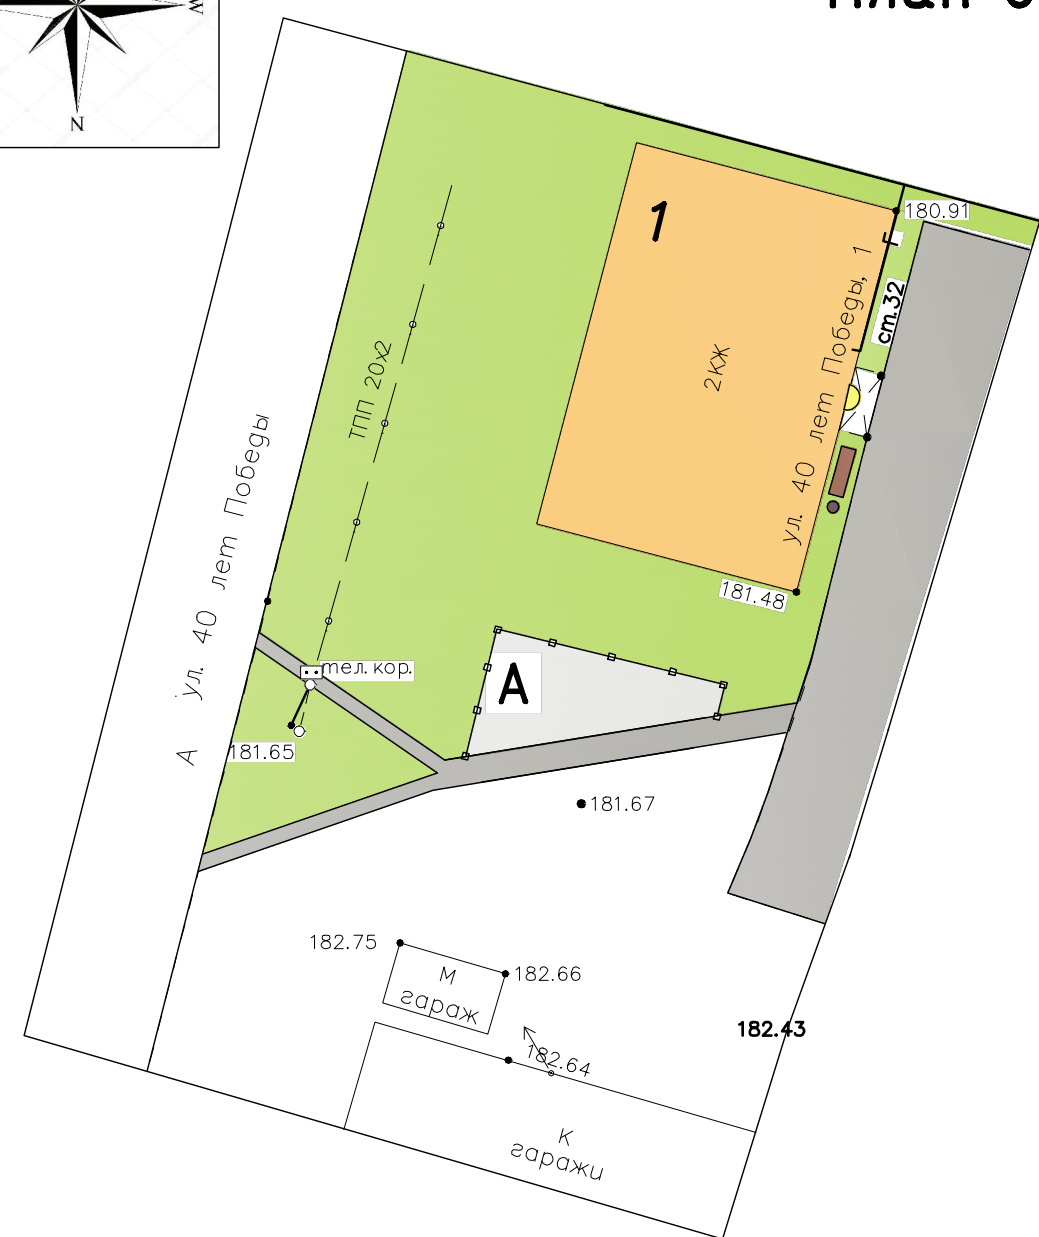 План
W
N
180.91
1
ст.32
ул. 40 лет Победы, 1
2КЖ
ТПП 20х2
ул. 40 лет Победы
А
181.48
тел. кор.
А
181.65
181.67
182.75
182.66
М
гараж
182.43
182.64
К
гаражи